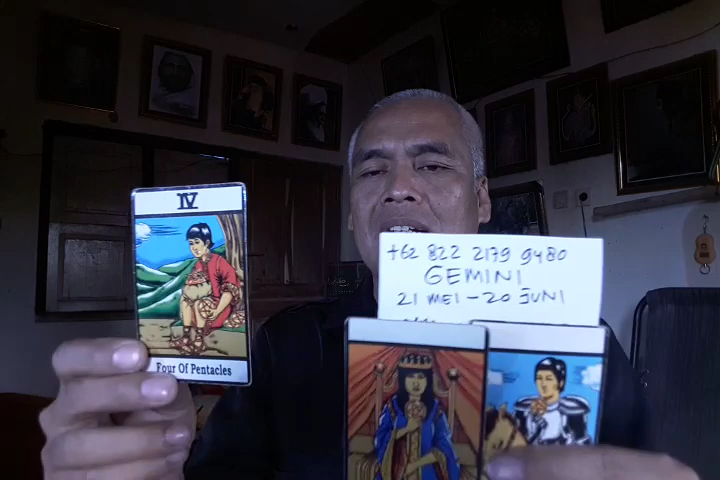 IV
Four Of Pentacles
+62 822 2179 9480
GEMINI
21 MEI - 20 JUNI